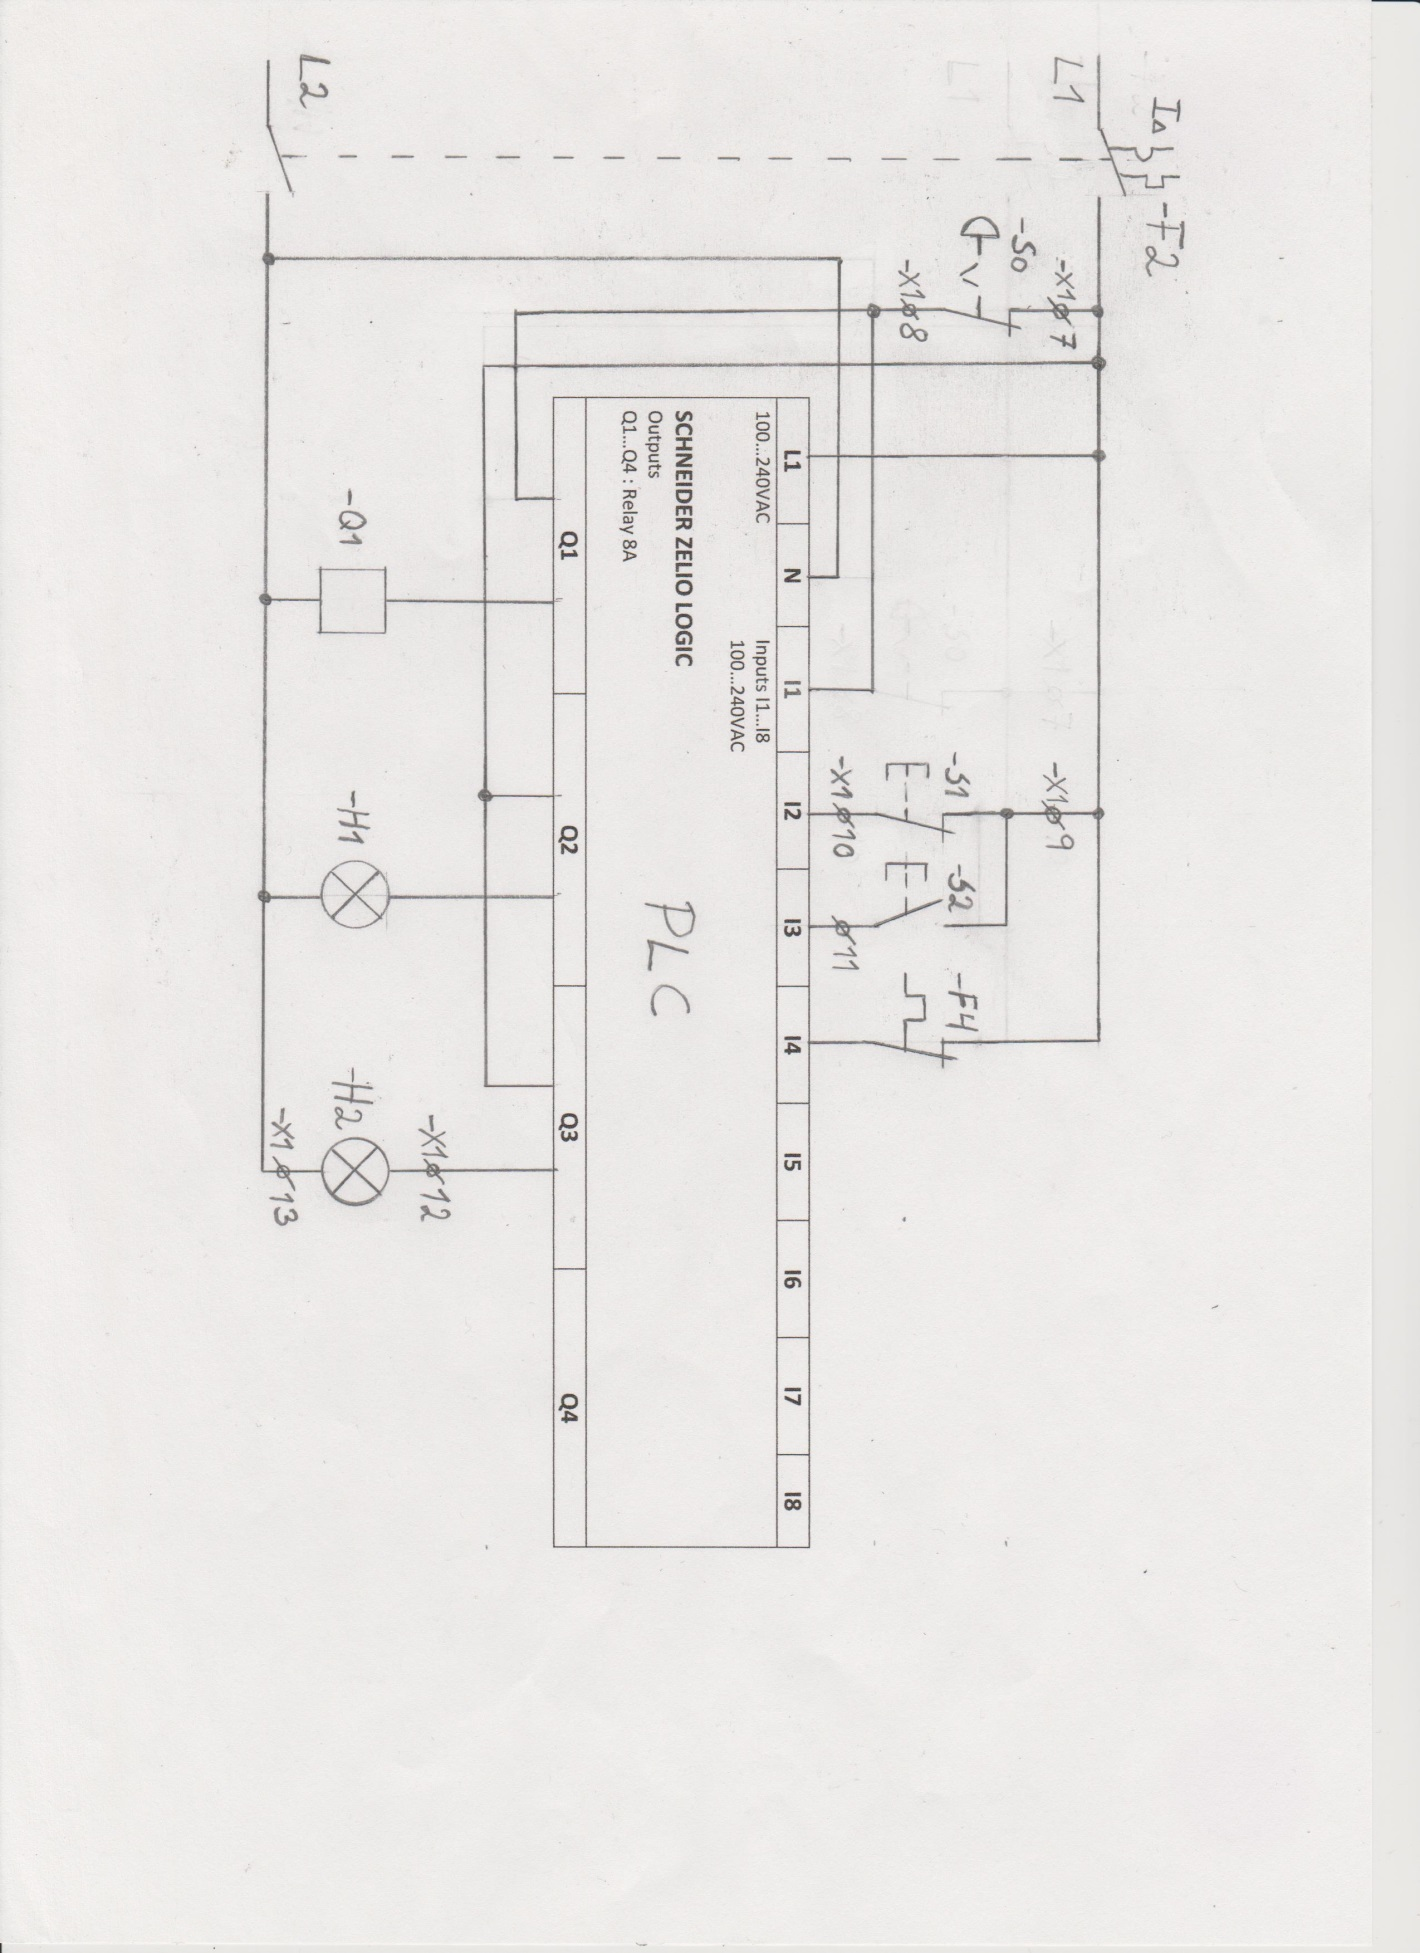 L1
I∆
-F2
-S0
-X1 7
-X1 8
-X1 9
-S1
-S2
-F4
-X1 10
11
L1
N
I1
I2
I3
I4
I5
I6
I7
I8
100...240VAC
Inputs I1...I8
100...240VAC
SCHNEIDER ZELIO LOGIC
Outputs
Q1...Q4 : Relay 8A
PLC
Q1
Q2
Q3
Q4
-X1 12
-Q1
-H1
-H2
L2
-X1 13